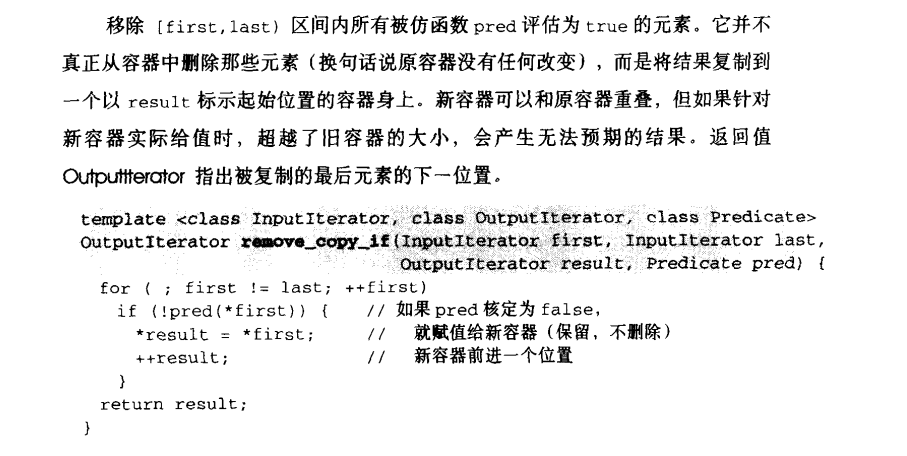 移除 [first,last) 区间内所有被仿函数 pred 评估为 true 的元素。它并不
真正从容器中删除那些元素（换句话说原容器没有任何改变），而是将结果复制到
一个以 result 标示起始位置的容器身上。新容器可以和原容器重叠，但如果针对
新容器实际给值时，超越了旧容器的大小，会产生无法预期的结果。返回值
OutputIterator 指出被复制的最后元素的下一位置。
template <class InputIterator, class OutputIterator, class Predicate>
OutputIterator remove_copy_if(InputIterator first, InputIterator last,
OutputIterator result, Predicate pred) {
for ( ; first != last; ++first)
if (!pred(*first)) { // 如果 pred 核定为 false，
*result = *first; // 就赋值给新容器（保留，不删除）
++result; // 新容器前进一个位置
}
return result;
}